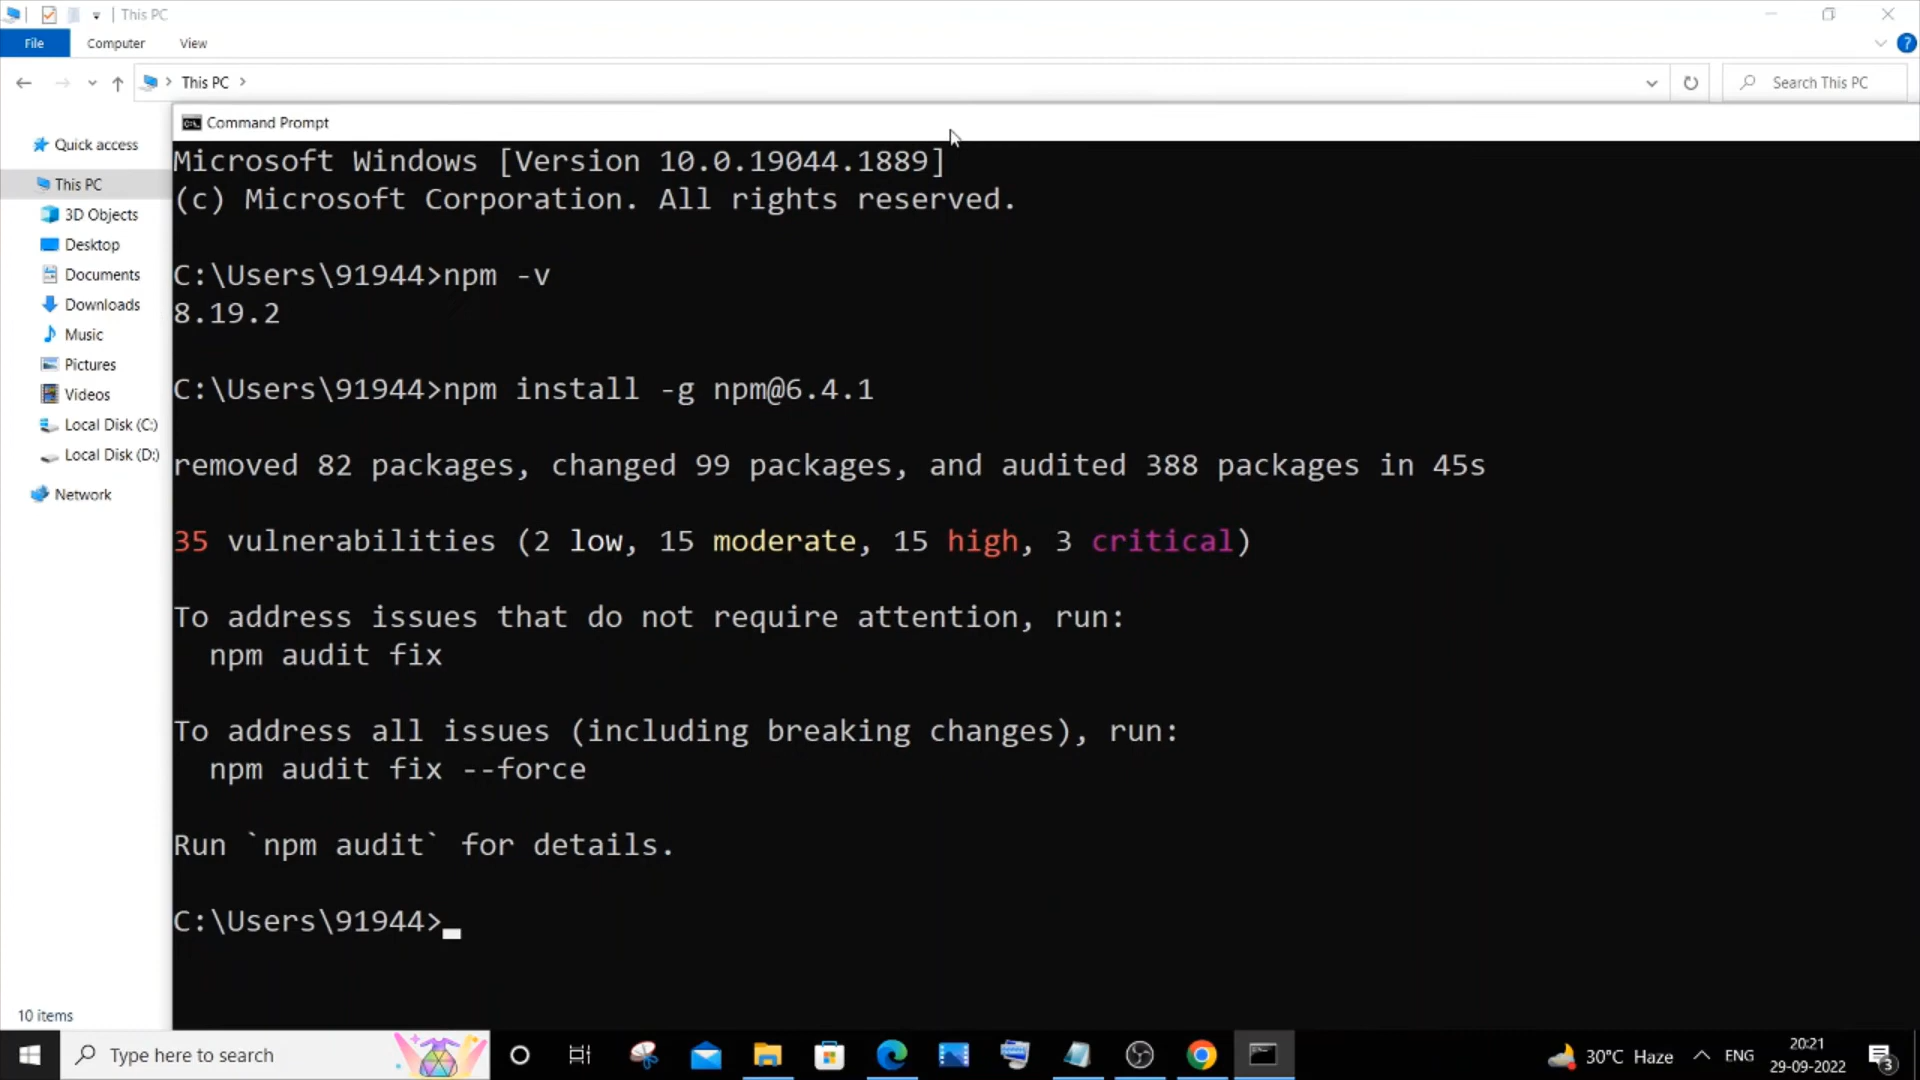 This PC
File
Computer
View
This PC
Search This PC
Command Prompt
Quick access
This PC
3D Objects
Desktop
Documents
Downloads
Music
Pictures
Videos
Local Disk (C:)
Local Disk (D:)
Network
Microsoft Windows [Version 10.0.19044.1889]
(c) Microsoft Corporation. All rights reserved.
C:\Users\91944>npm -v
8.19.2
C:\Users\91944>npm install -g npm@6.4.1
removed 82 packages, changed 99 packages, and audited 388 packages in 45s
35 vulnerabilities (2 low, 15 moderate, 15 high, 3 critical)
To address issues that do not require attention, run:
npm audit fix
To address all issues (including breaking changes), run:
npm audit fix --force
Run `npm audit` for details.
C:\Users\91944>
10 items
Type here to search
30°C Haze
ENG
20:21
29-09-2022
3